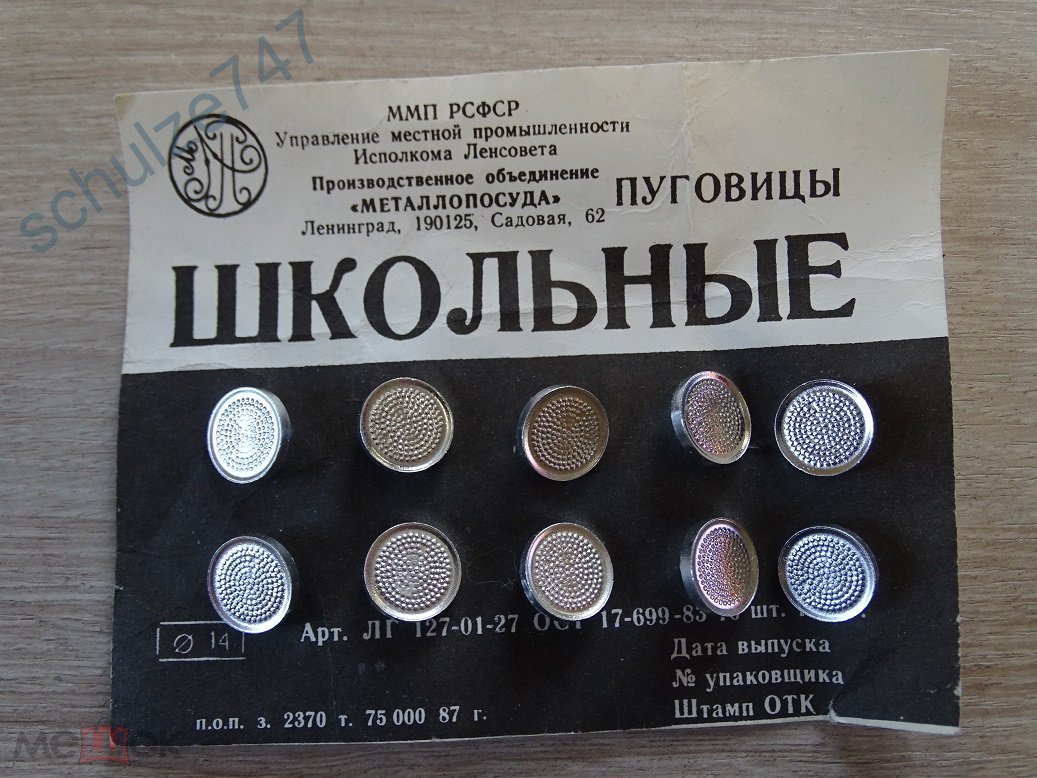 schulze747
ММП РСФСР
Управление местной промышленности
Исполкома Ленсовета
Производственное объединение
«МЕТАЛЛОПОСУДА»
Ленинград, 190125, Садовая, 62
ПУГОВИЦЫ
ШКОЛЬНЫЕ
⌀ 14
Арт. ЛГ 127-01-27 ОСТ 17-699-83 шт.
Дата выпуска
№ упаковщика
Штамп ОТК
п.о.п. з. 2370 т. 75 000 87 г.
Мешок